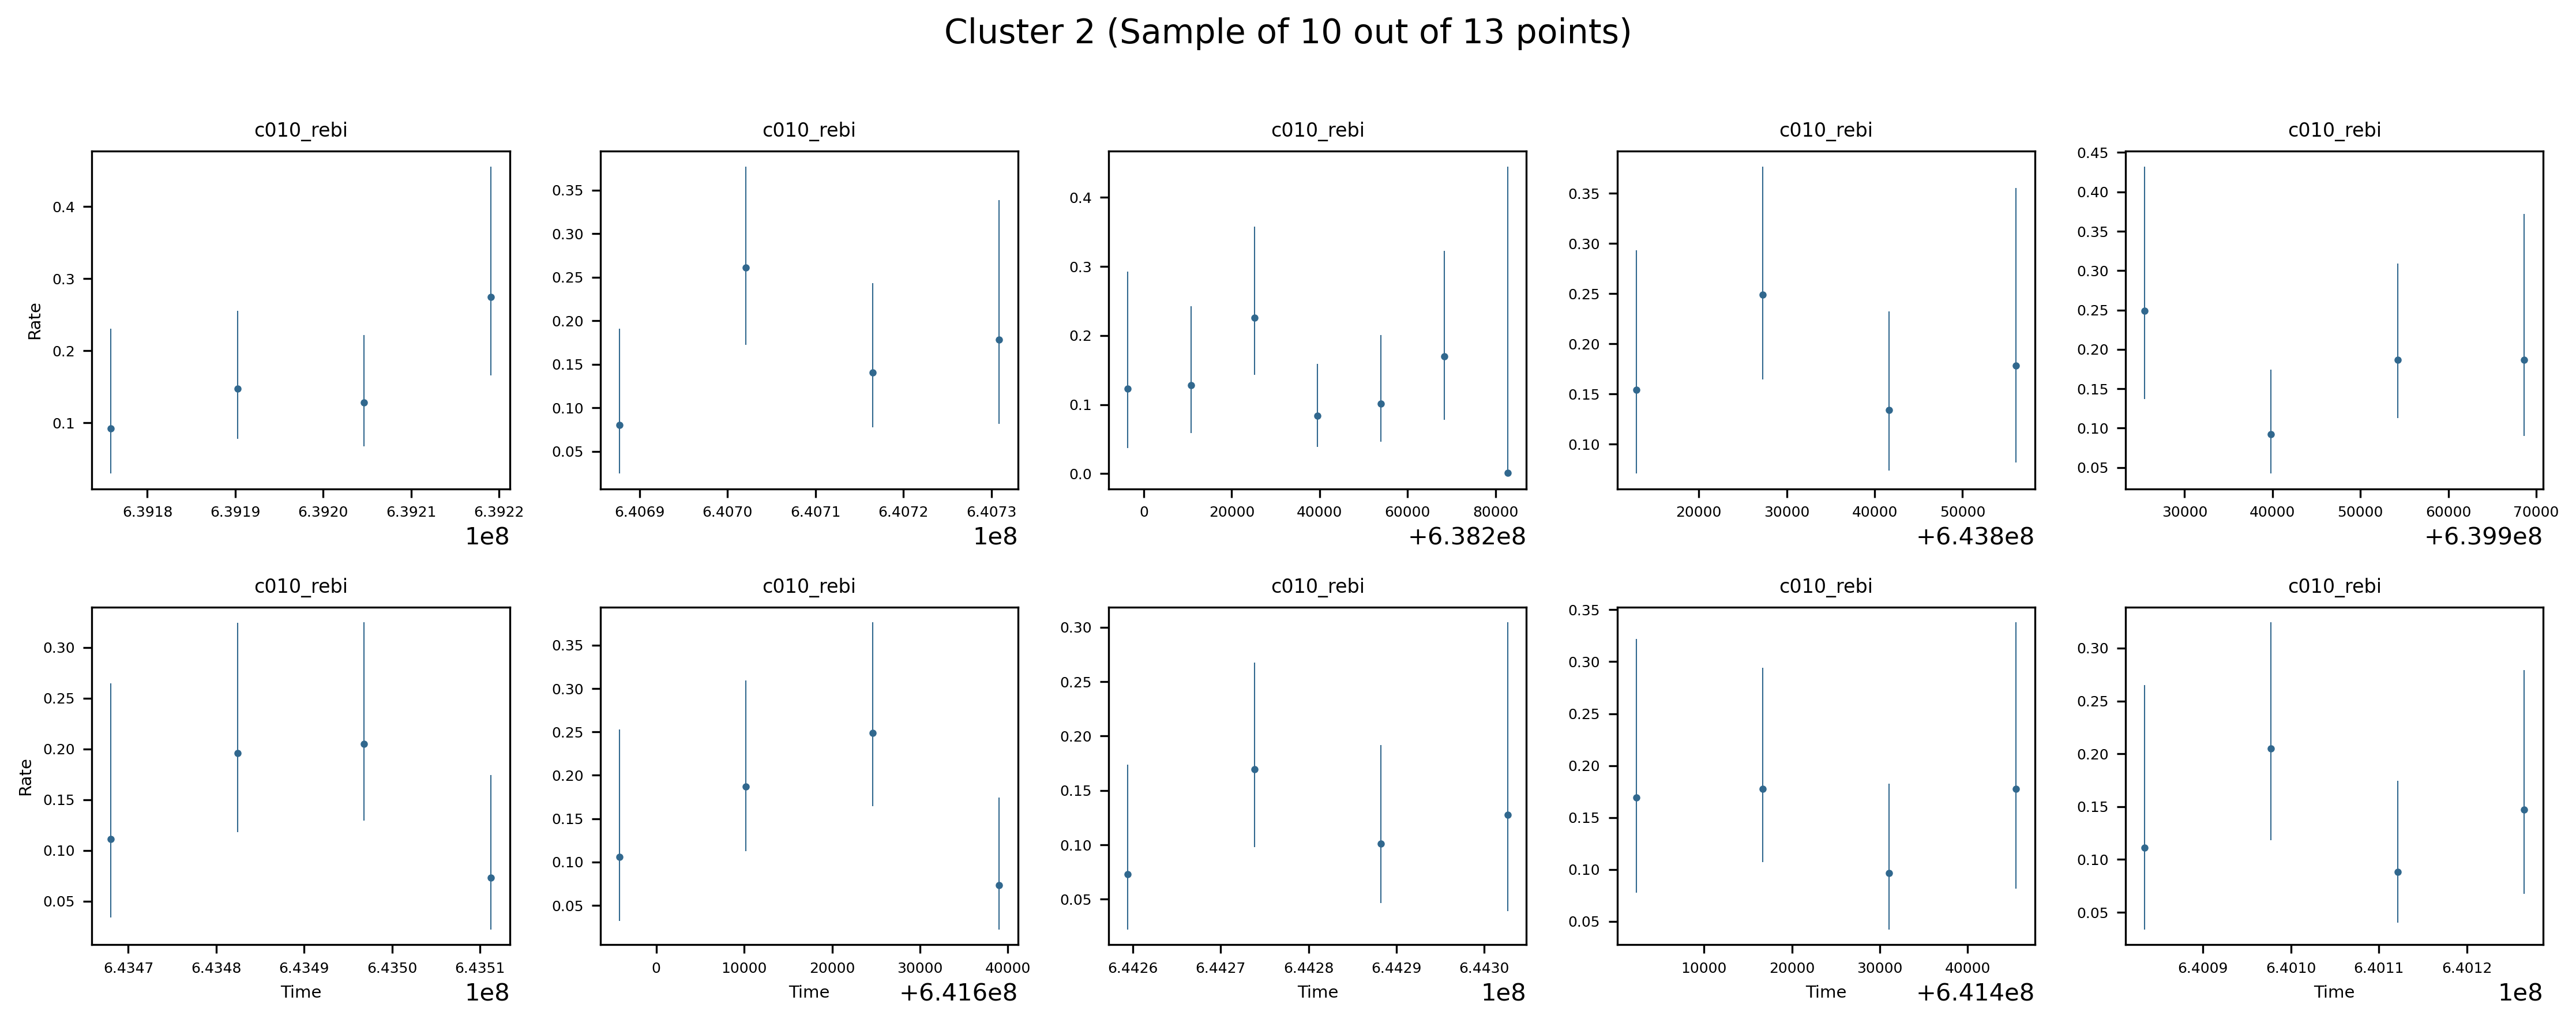 Cluster 2 (Sample of 10 out of 13 points)
c010_rebi c010_rebi c010_rebi c010_rebi c010_rebi
Rate
0.4 0.3 0.2 0.1
6.3918 6.3919 6.3920 6.3921 6.3922
1e8
0.35 0.30 0.25 0.20 0.15 0.10 0.05
6.4069 6.4070 6.4071 6.4072 6.4073
1e8
0.4 0.3 0.2 0.1 0.0
0 20000 40000 60000 80000
+6.382e8
0.35 0.30 0.25 0.20 0.15 0.10
20000 30000 40000 50000
+6.438e8
0.45 0.40 0.35 0.30 0.25 0.20 0.15 0.10 0.05
30000 40000 50000 60000 70000
+6.399e8
c010_rebi c010_rebi c010_rebi c010_rebi c010_rebi
Rate
0.30 0.25 0.20 0.15 0.10 0.05
6.4347 6.4348 6.4349 6.4350 6.4351
Time 1e8
0.35 0.30 0.25 0.20 0.15 0.10 0.05
0 10000 20000 30000 40000
Time +6.416e8
0.30 0.25 0.20 0.15 0.10 0.05
6.4426 6.4427 6.4428 6.4429 6.4430
Time 1e8
0.35 0.30 0.25 0.20 0.15 0.10 0.05
10000 20000 30000 40000
Time +6.414e8
0.30 0.25 0.20 0.15 0.10 0.05
6.4009 6.4010 6.4011 6.4012
Time 1e8